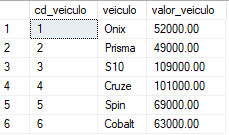 cd_veiculo veiculo valor_veiculo
1 1 Onix 52000.00
2 2 Prisma 49000.00
3 3 S10 109000.00
4 4 Cruze 101000.00
5 5 Spin 69000.00
6 6 Cobalt 63000.00